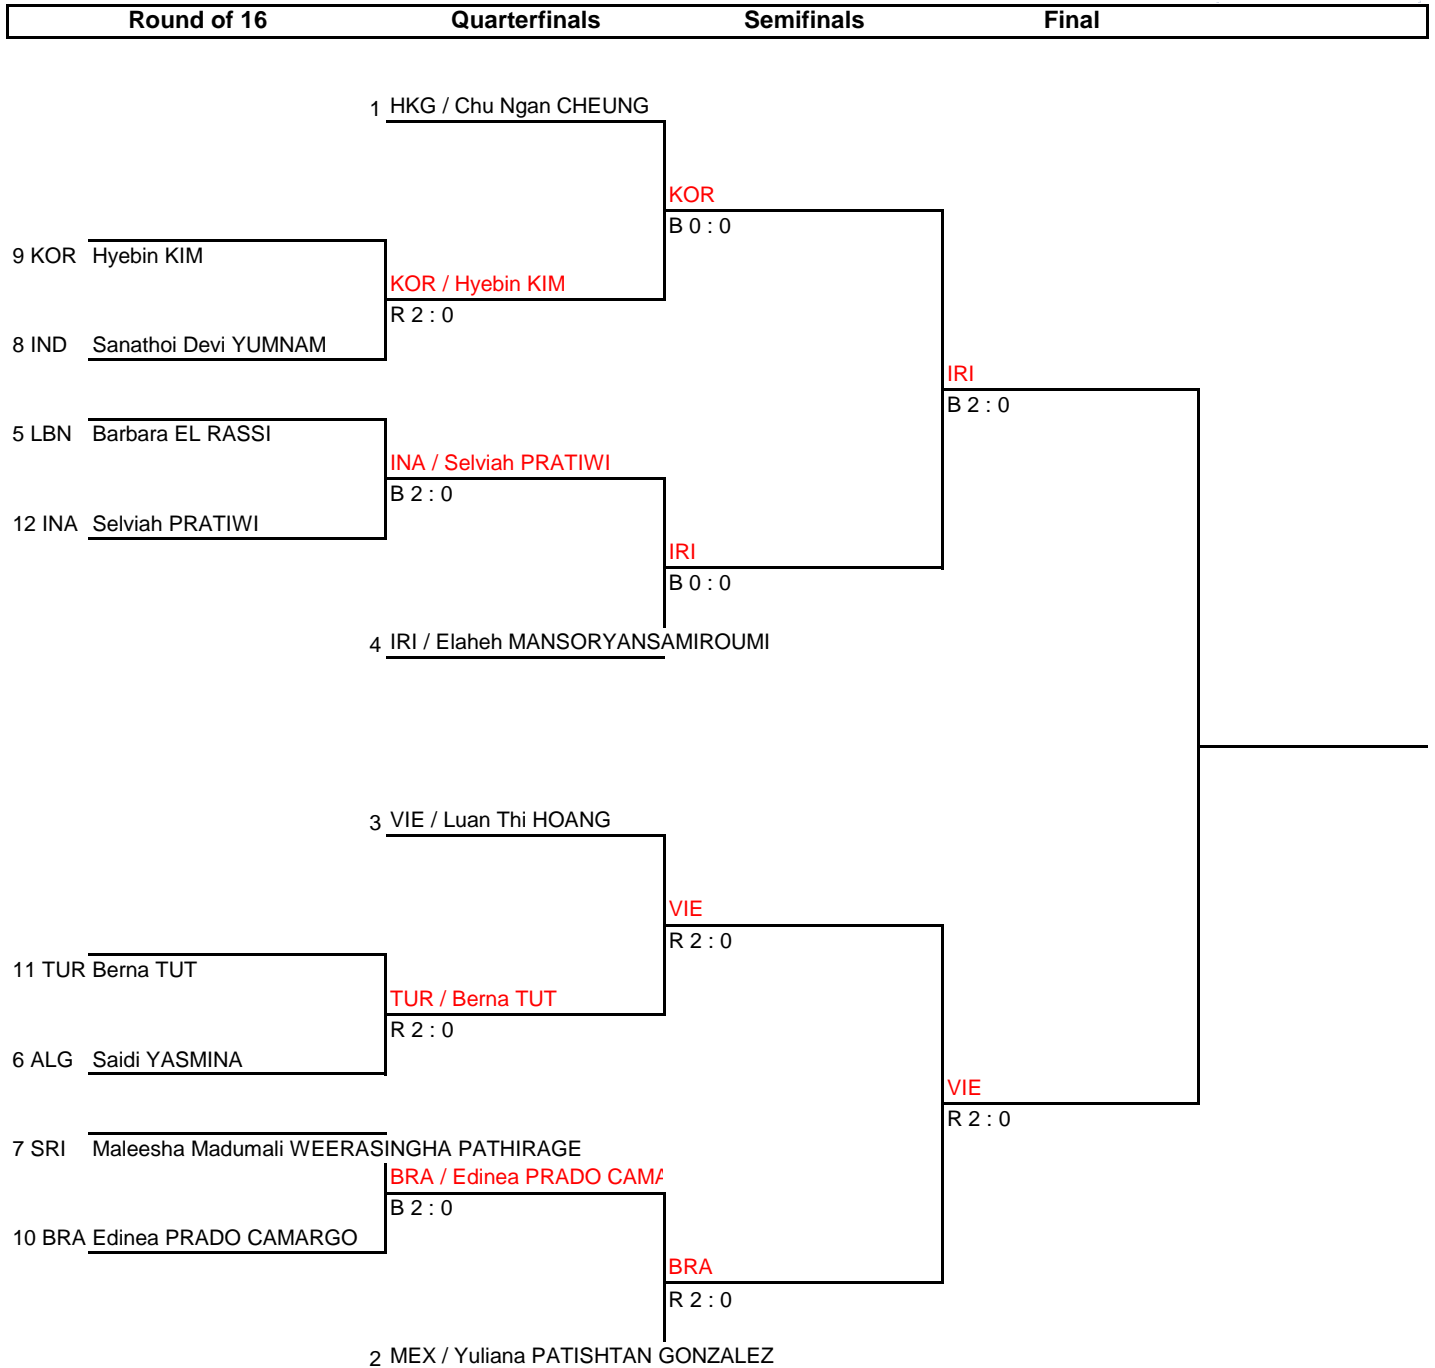 Round of 16 Quarterfinals Semifinals Final
1 HKG / Chu Ngan CHEUNG
KOR
B 0 : 0
9 KOR Hyebin KIM
KOR / Hyebin KIM
R 2 : 0
8 IND Sanathoi Devi YUMNAM
IRI
B 2 : 0
5 LBN Barbara EL RASSI
INA / Selviah PRATIWI
B 2 : 0
12 INA Selviah PRATIWI
IRI
B 0 : 0
4 IRI / Elaheh MANSORYANSAMIROUMI
3 VIE / Luan Thi HOANG
VIE
R 2 : 0
11 TUR Berna TUT
TUR / Berna TUT
R 2 : 0
6 ALG Saidi YASMINA
VIE
R 2 : 0
7 SRI Maleesha Madumali WEERASINGHA PATHIRAGE
BRA / Edinea PRADO CAMA
B 2 : 0
10 BRA Edinea PRADO CAMARGO
BRA
R 2 : 0
2 MEX / Yuliana PATISHTAN GONZALEZ